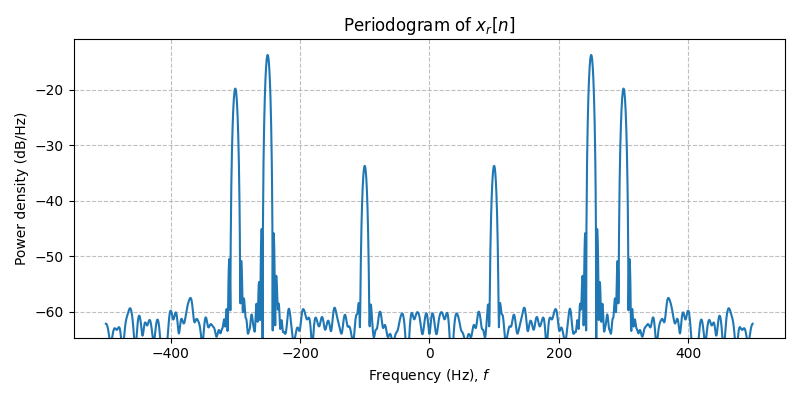 Periodogram of x_r[n]
Power density (dB/Hz)
−20
−30
−40
−50
−60
−400 −200 0 200 400
Frequency (Hz), f